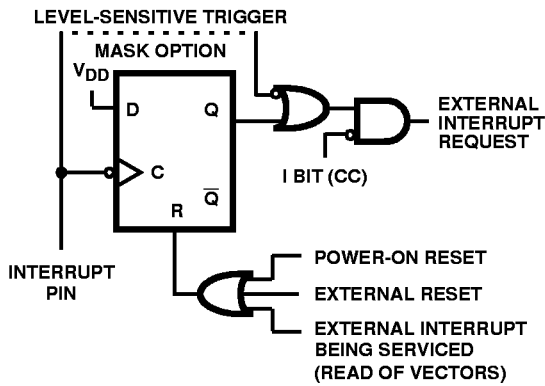 LEVEL-SENSITIVE TRIGGER
MASK OPTION
VDD
D
Q
C
Q̅
R
I BIT (CC)
EXTERNAL
INTERRUPT
REQUEST
INTERRUPT
PIN
POWER-ON RESET
EXTERNAL RESET
EXTERNAL INTERRUPT
BEING SERVICED
(READ OF VECTORS)